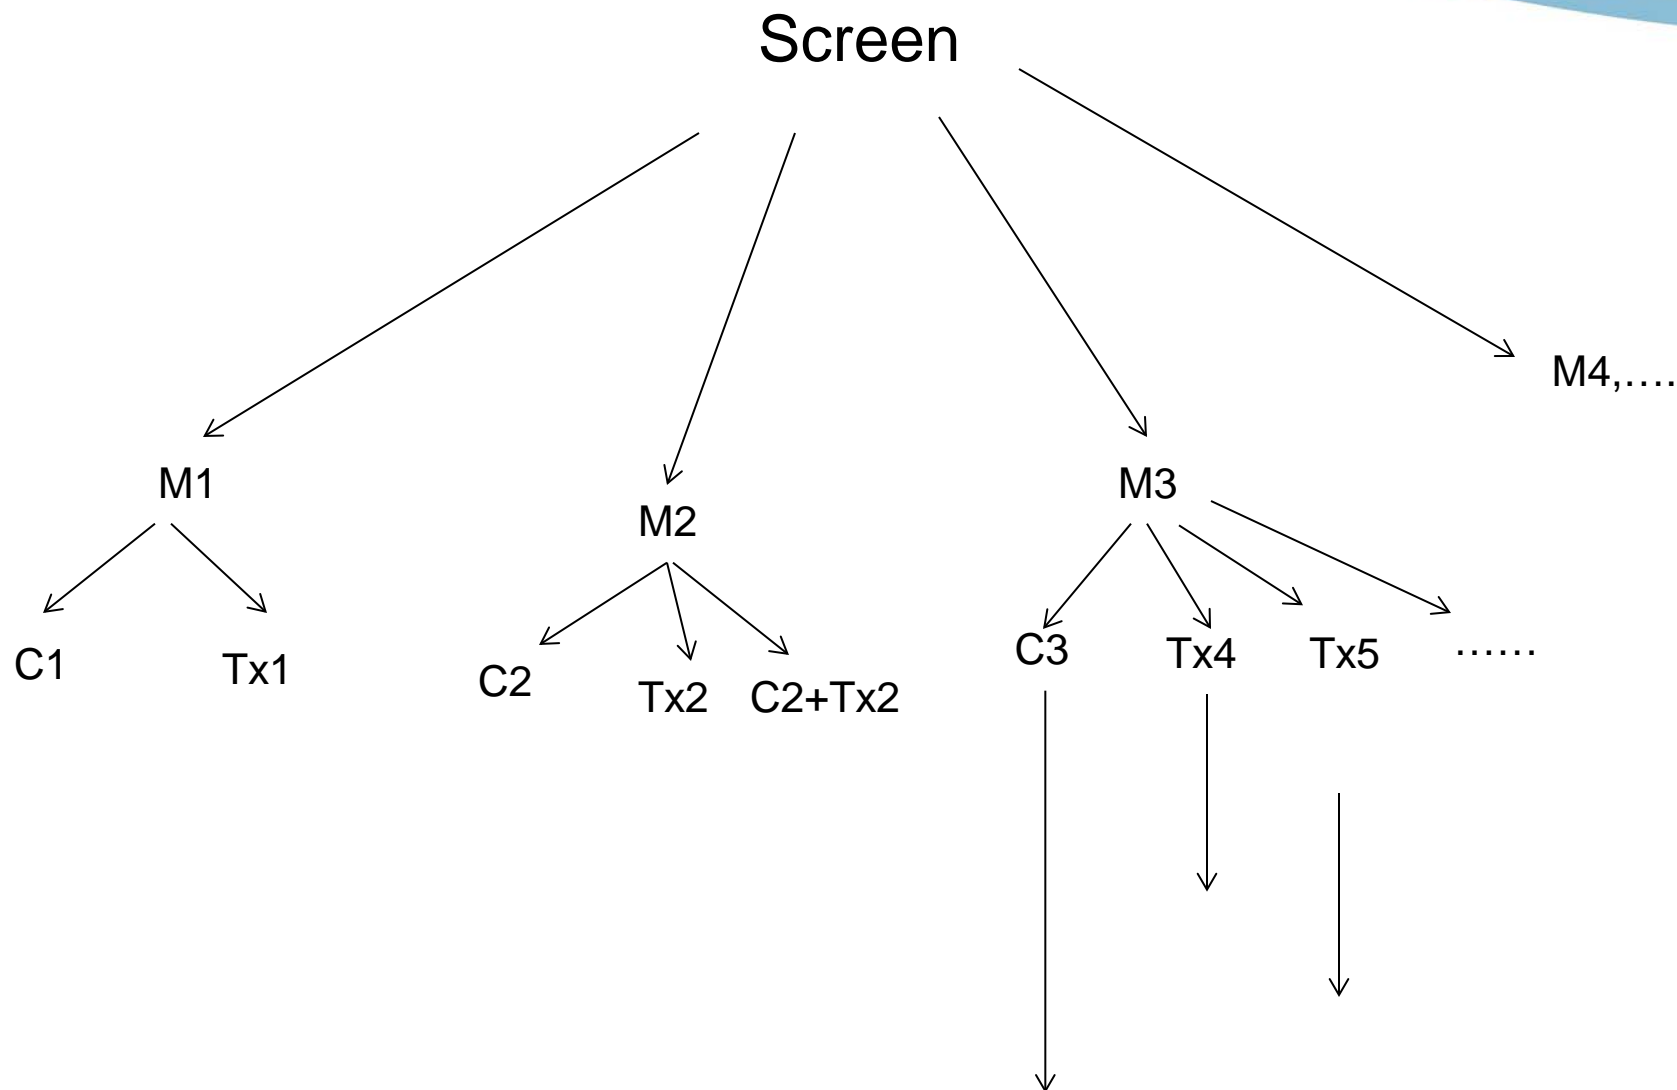 Screen
M4,....
M1
M2
M3
C1
Tx1
C2
Tx2
C2+Tx2
C3
Tx4
Tx5
......